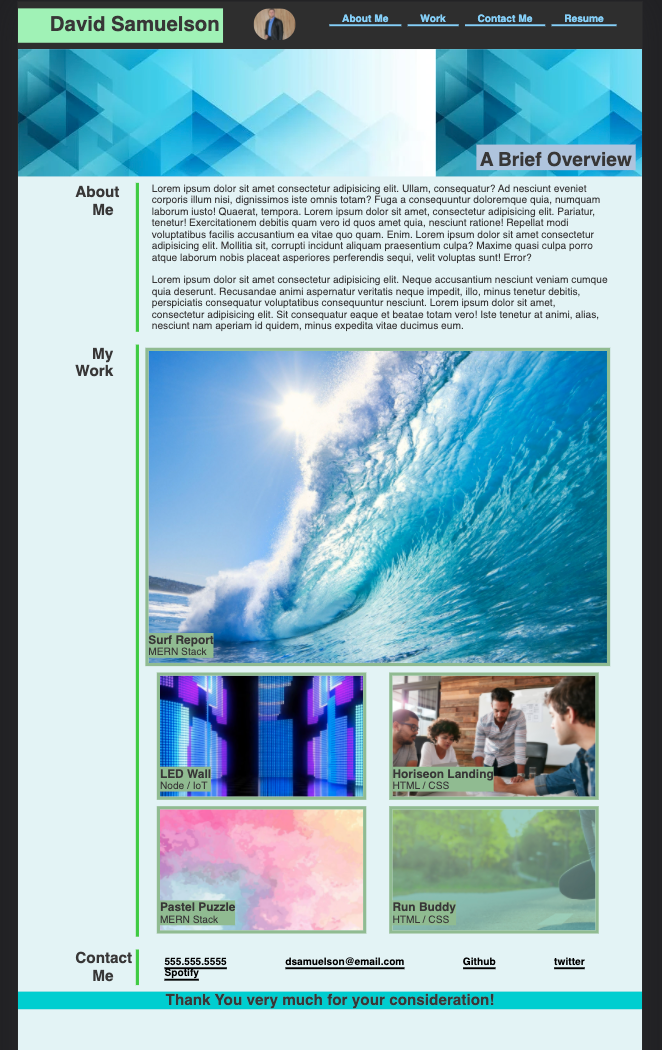 David Samuelson
About Me
Work
Contact Me
Resume
A Brief Overview
About
Me
Lorem ipsum dolor sit amet consectetur adipisicing elit. Ullam, consequatur? Ad nesciunt eveniet
corporis illum nisi, dignissimos iste omnis totam? Fuga a consequuntur doloremque quia, numquam
laborum iusto! Quaerat, tempora. Lorem ipsum dolor sit amet, consectetur adipisicing elit. Pariatur,
tenetur! Exercitationem debitis quam vero id quos amet quia, nesciunt ratione! Repellat modi
voluptatibus facilis accusantium ea vitae quo quam. Enim. Lorem ipsum dolor sit amet consectetur
adipisicing elit. Mollitia sit, corrupti incidunt aliquam praesentium culpa? Maxime quasi culpa porro
atque laborum nobis placeat asperiores perferendis sequi, velit voluptas sunt! Error?
Lorem ipsum dolor sit amet consectetur adipisicing elit. Neque accusantium nesciunt veniam cumque
quia deserunt. Recusandae animi aspernatur veritatis neque impedit, illo, minus tenetur debitis,
perspiciatis consequatur voluptatibus consequuntur nesciunt. Lorem ipsum dolor sit amet,
consectetur adipisicing elit. Sit consequatur eaque et beatae totam vero! Iste tenetur at animi, alias,
nesciunt nam aperiam id quidem, minus expedita vitae ducimus eum.
My
Work
Surf Report
MERN Stack
LED Wall
Node / IoT
Horiseon Landing
HTML / CSS
Pastel Puzzle
MERN Stack
Run Buddy
HTML / CSS
Contact
Me
555.555.5555
dsamuelson@email.com
Github
twitter
Spotify
Thank You very much for your consideration!